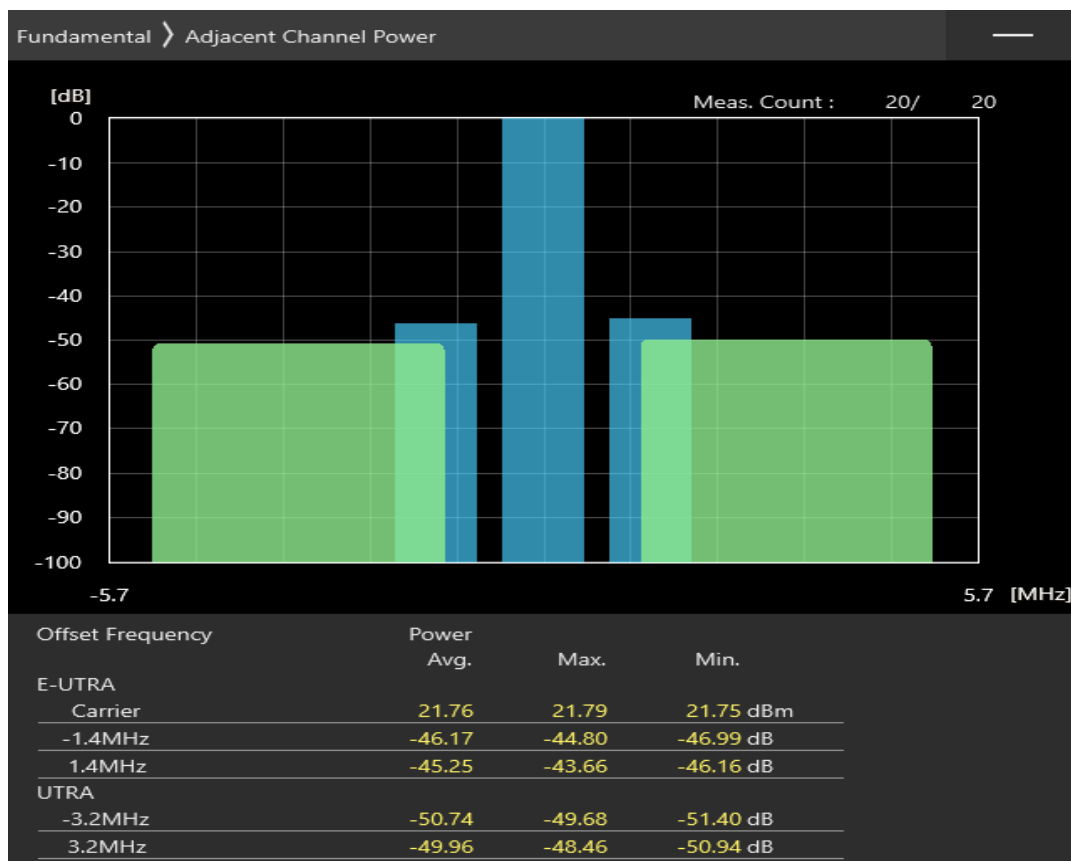 Fundamental 〉 Adjacent Channel Power
[dB]
Meas. Count : 20/ 20
0
-10
-20
-30
-40
-50
-60
-70
-80
-90
-100
-5.7 5.7 [MHz]
Offset Frequency Power
Avg. Max. Min.
E-UTRA
Carrier 21.76 21.79 21.75 dBm
-1.4MHz -46.17 -44.80 -46.99 dB
1.4MHz -45.25 -43.66 -46.16 dB
UTRA
-3.2MHz -50.74 -49.68 -51.40 dB
3.2MHz -49.96 -48.46 -50.94 dB